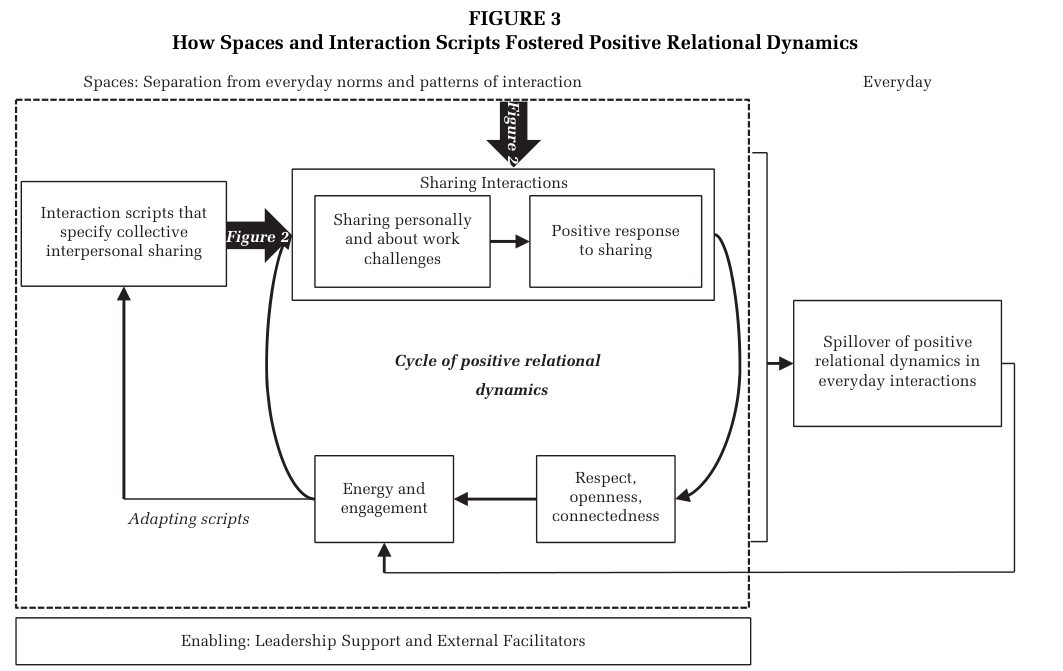 FIGURE 3
How Spaces and Interaction Scripts Fostered Positive Relational Dynamics
Spaces: Separation from everyday norms and patterns of interaction
Everyday
Figure 2
Sharing Interactions
Interaction scripts that
specify collective
interpersonal sharing
Figure 2
Sharing personally
and about work
challenges
Positive response
to sharing
Cycle of positive relational
dynamics
Spillover of positive
relational dynamics in
everyday interactions
Energy and
engagement
Respect,
openness,
connectedness
Adapting scripts
Enabling: Leadership Support and External Facilitators